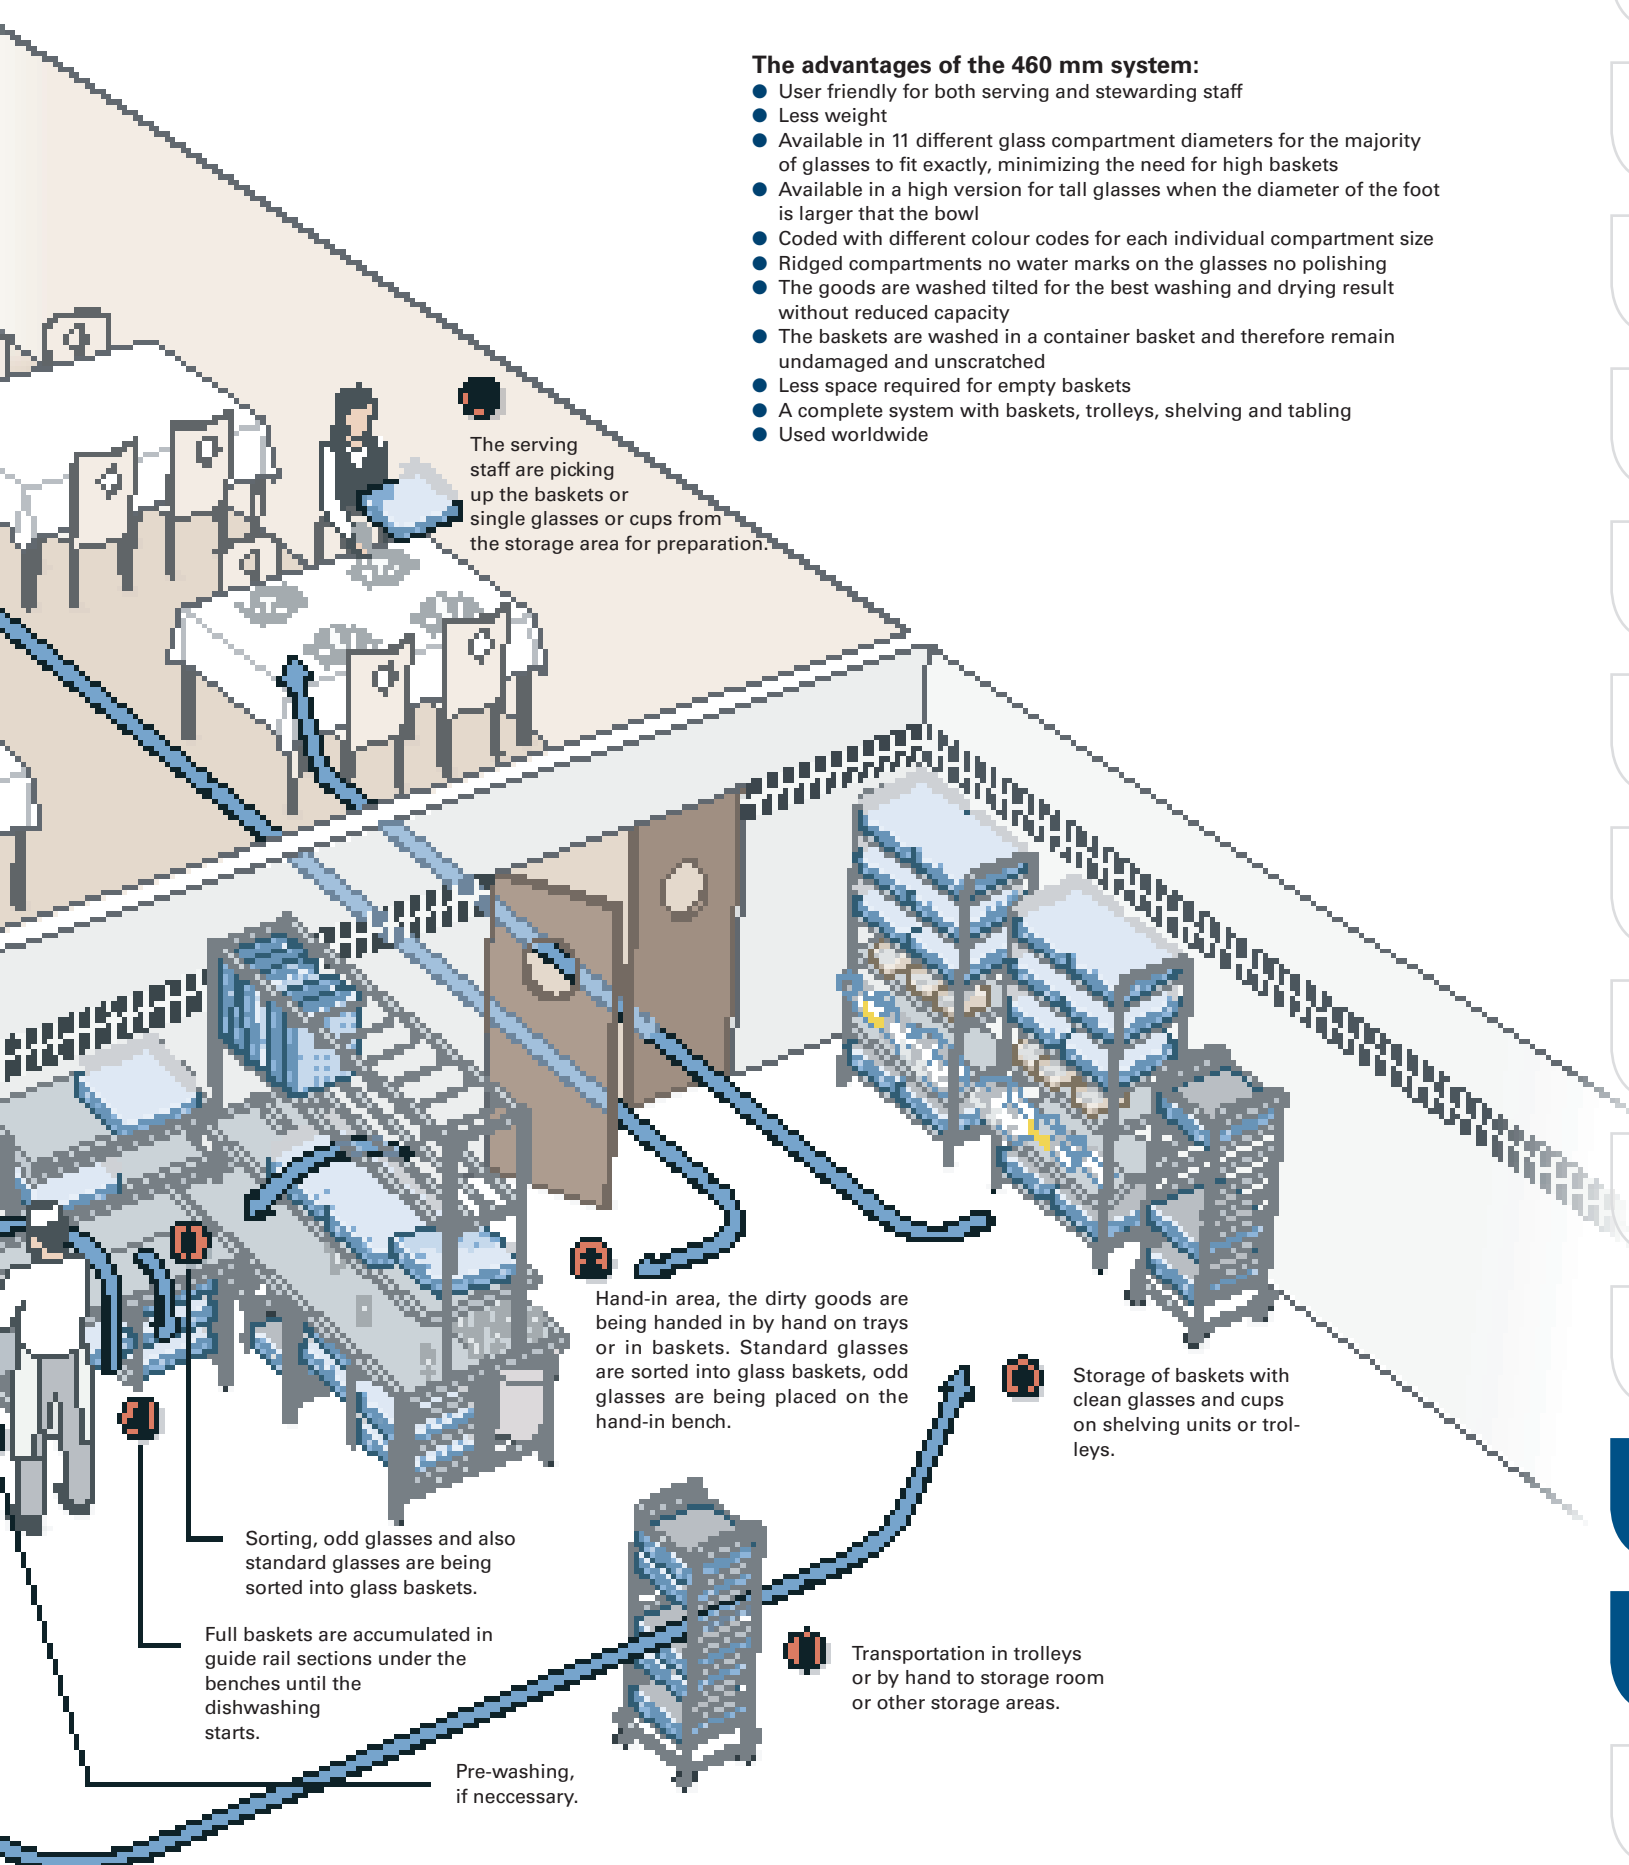 The advantages of the 460 mm system:
● User friendly for both serving and stewarding staff
● Less weight
● Available in 11 different glass compartment diameters for the majority
of glasses to fit exactly, minimizing the need for high baskets
● Available in a high version for tall glasses when the diameter of the foot
is larger that the bowl
● Coded with different colour codes for each individual compartment size
● Ridged compartments no water marks on the glasses no polishing
● The goods are washed tilted for the best washing and drying result
without reduced capacity
● The baskets are washed in a container basket and therefore remain
undamaged and unscratched
● Less space required for empty baskets
● A complete system with baskets, trolleys, shelving and tabling
● Used worldwide
The serving
staff are picking
up the baskets or
single glasses or cups from
the storage area for preparation.
Hand-in area, the dirty goods are
being handed in by hand on trays
or in baskets. Standard glasses
are sorted into glass baskets, odd
glasses are being placed on the
hand-in bench.
Storage of baskets with
clean glasses and cups
on shelving units or trol-
leys.
Sorting, odd glasses and also
standard glasses are being
sorted into glass baskets.
Full baskets are accumulated in
guide rail sections under the
benches until the
dishwashing
starts.
Transportation in trolleys
or by hand to storage room
or other storage areas.
Pre-washing,
if neccessary.